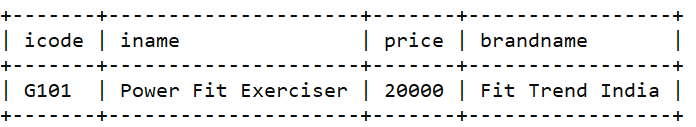 +-------+---------------------+-------+-----------------+
| icode | iname               | price | brandname       |
+-------+---------------------+-------+-----------------+
| G101  | Power Fit Exerciser | 20000 | Fit Trend India |
+-------+---------------------+-------+-----------------+